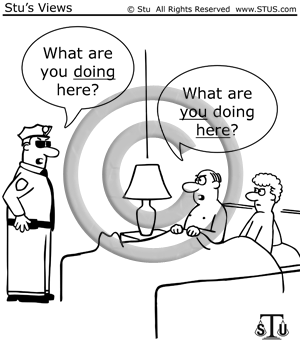 Stu's Views
© Stu All Rights Reserved www.STUS.com
What are
you doing
here?
What are
you doing
here?
STU